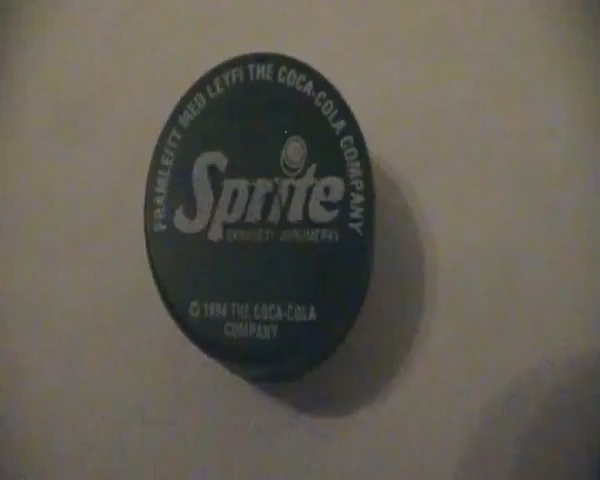 FRAMLEITT MED LEYFI THE COCA-COLA COMPANY
Sprite
© 1994 THE COCA-COLA
COMPANY